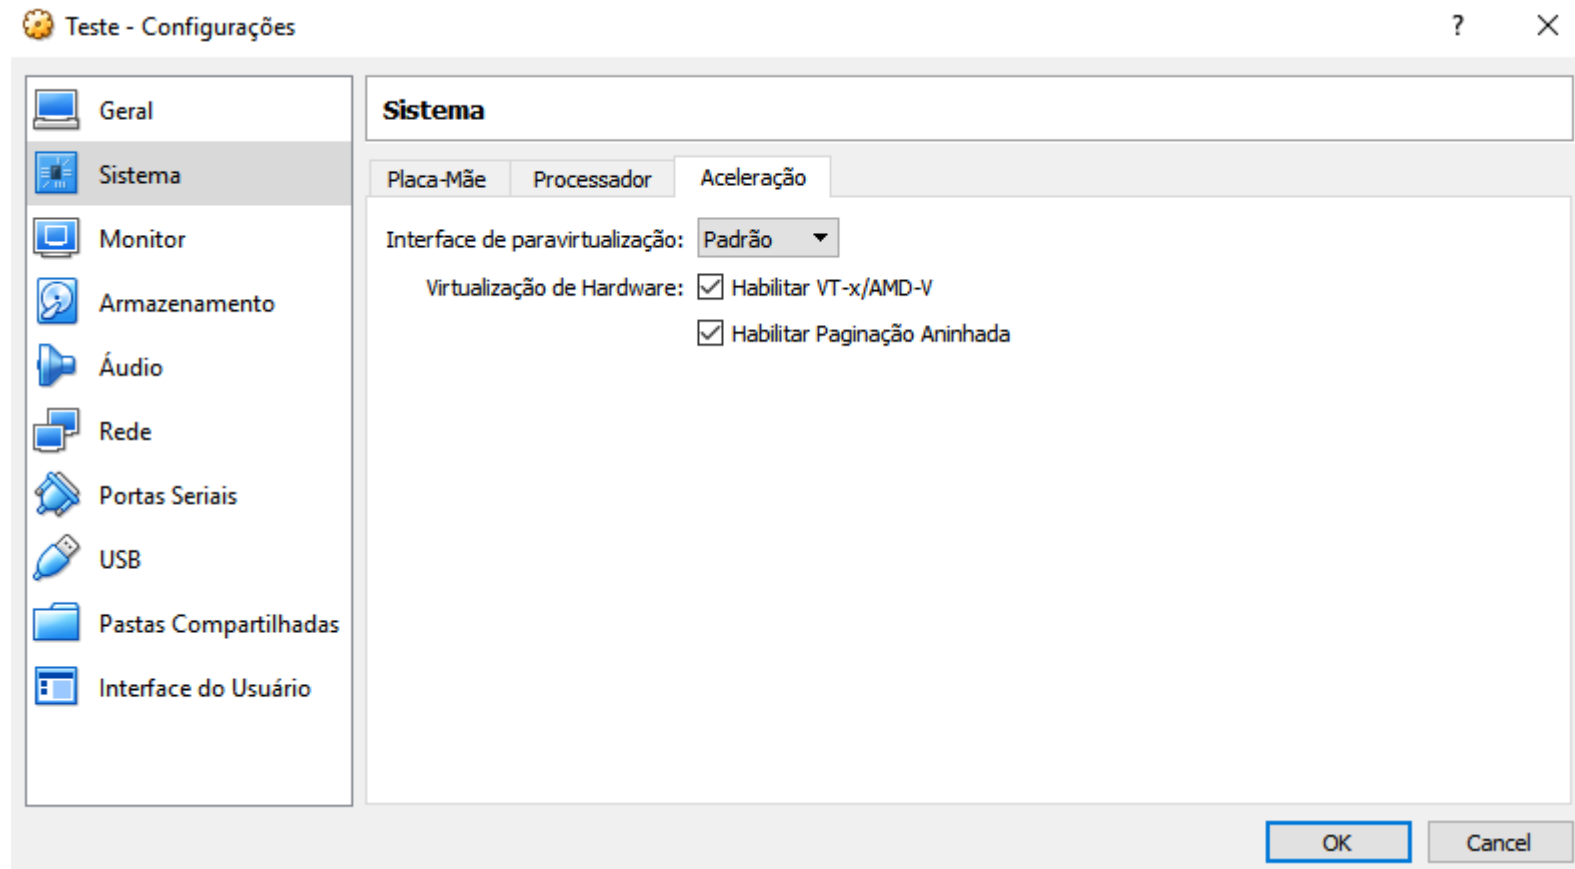 Teste - Configurações
?
Geral
Sistema
Monitor
Armazenamento
Áudio
Rede
Portas Seriais
USB
Pastas Compartilhadas
Interface do Usuário
Sistema
Placa-Mãe Processador Aceleração
Interface de paravirtualização: Padrão
Virtualização de Hardware: Habilitar VT-x/AMD-V
Habilitar Paginação Aninhada
OK Cancel